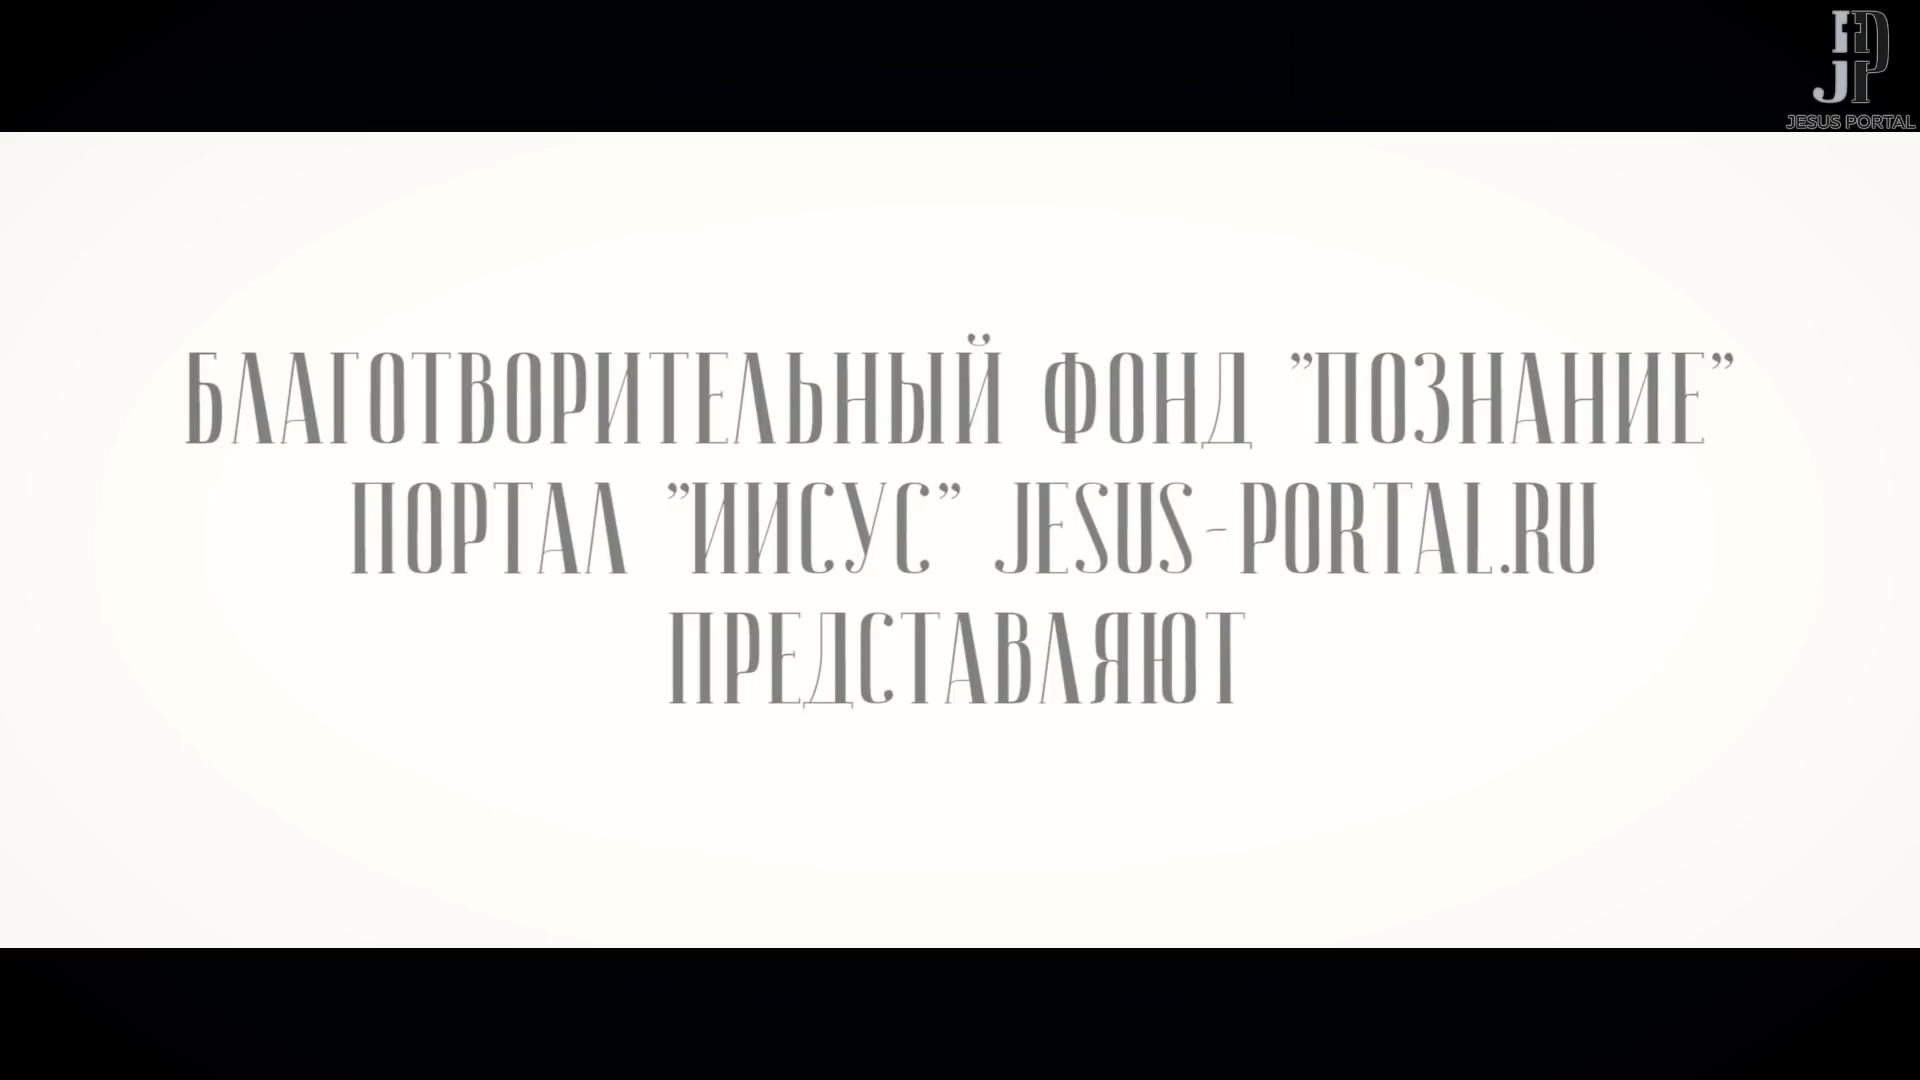 JESUS PORTAL
БЛАГОТВОРИТЕЛЬНЫЙ ФОНД "ПОЗНАНИЕ"
ПОРТАЛ "ИИСУС" JESUS-PORTAL.RU
ПРЕДСТАВЛЯЮТ